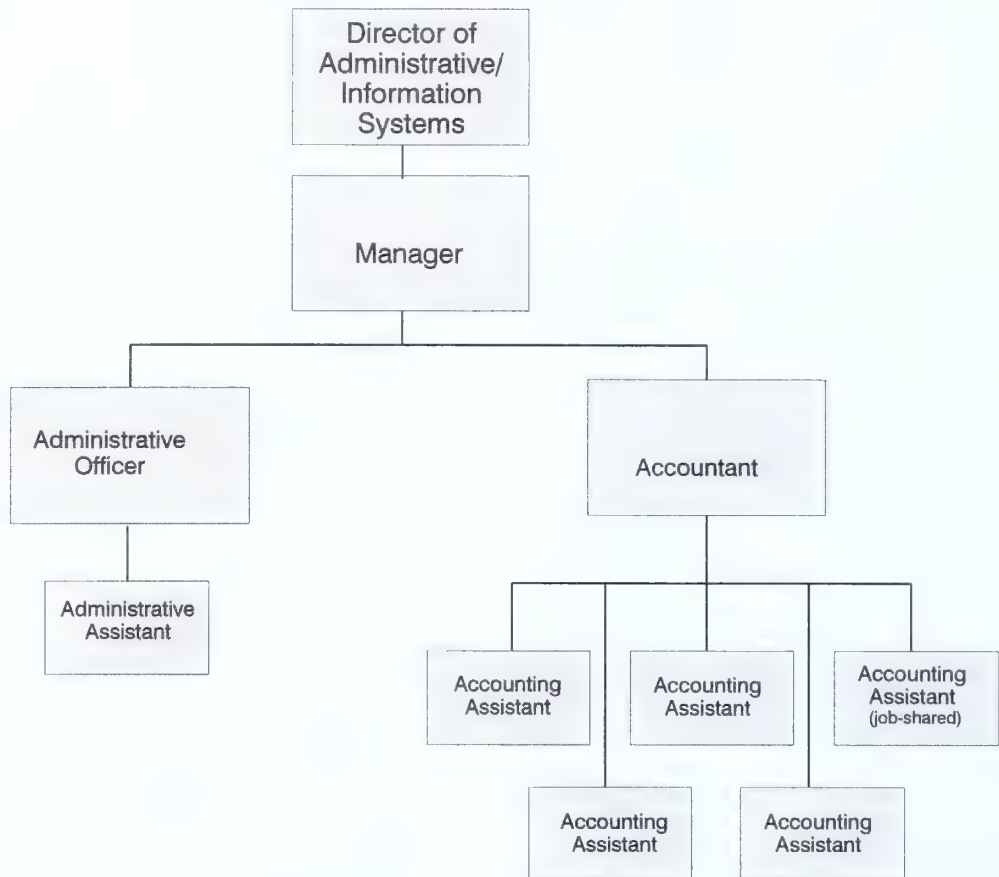 Director of
Administrative/
Information
Systems
Manager
Administrative
Officer
Accountant
Administrative
Assistant
Accounting
Assistant
Accounting
Assistant
Accounting
Assistant
(job-shared)
Accounting
Assistant
Accounting
Assistant